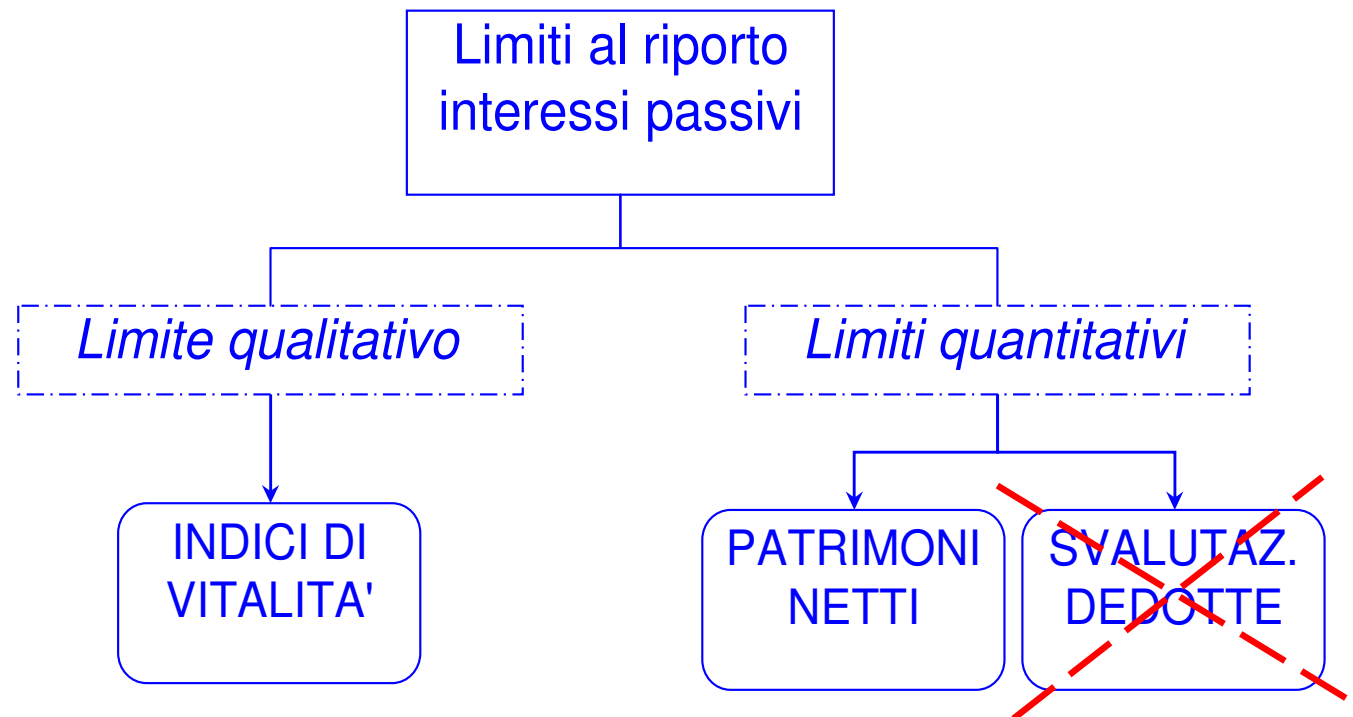 Limiti al riporto
interessi passivi
Limite qualitativo
Limiti quantitativi
INDICI DI
VITALITA'
PATRIMONI
NETTI
SVALUTAZ.
DEDOTTE